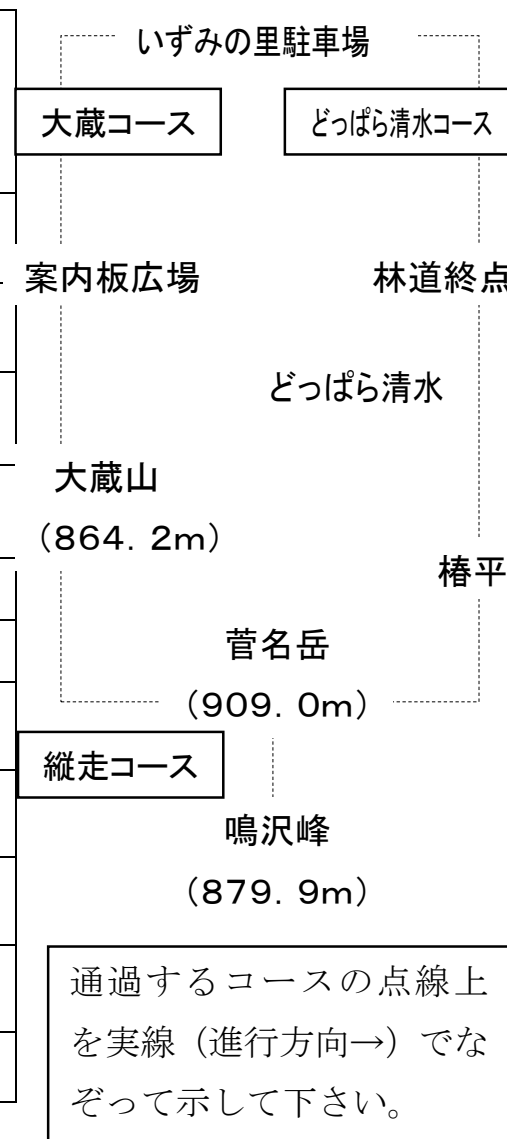 いずみの里駐車場
大蔵コース
どっぱら清水コース
案内板広場
林道終点
どっぱら清水
大蔵山
（864．2m）
椿平
菅名岳
（909．0m）
縦走コース
鳴沢峰
（879．9m）
通過するコースの点線上
を実線（進行方向→）でな
ぞって示して下さい。